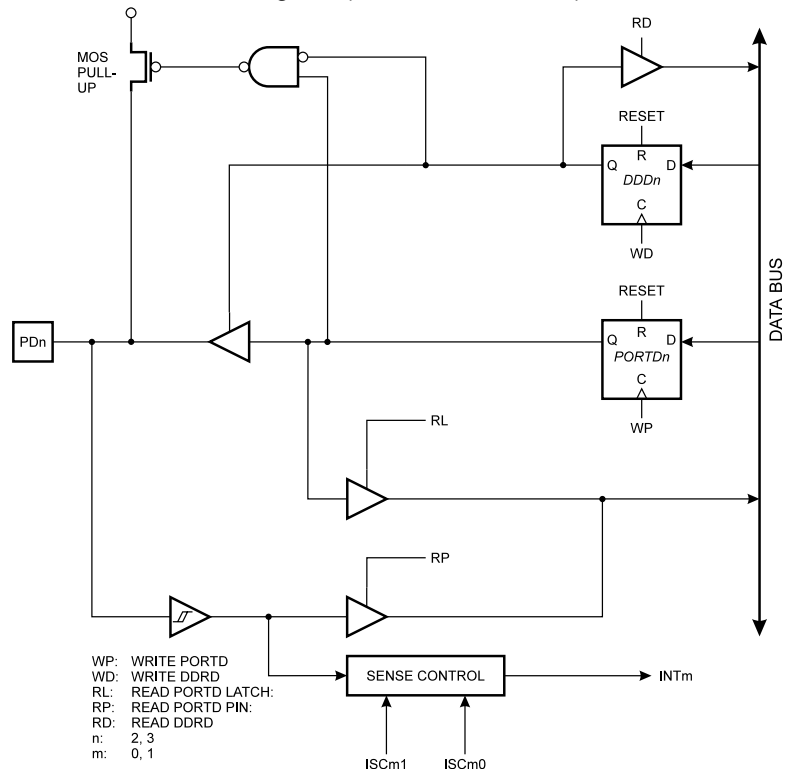 RD
MOS
PULL-
UP
RESET
R
Q
D
DDDn
C
WD
RESET
R
PDn
Q
D
PORTDn
C
WP
DATA BUS
RL
RP
WP: WRITE PORTD
WD: WRITE DDRD
RL: READ PORTD LATCH:
RP: READ PORTD PIN:
RD: READ DDRD
n: 2, 3
m: 0, 1
SENSE CONTROL
INTm
ISCm1
ISCm0